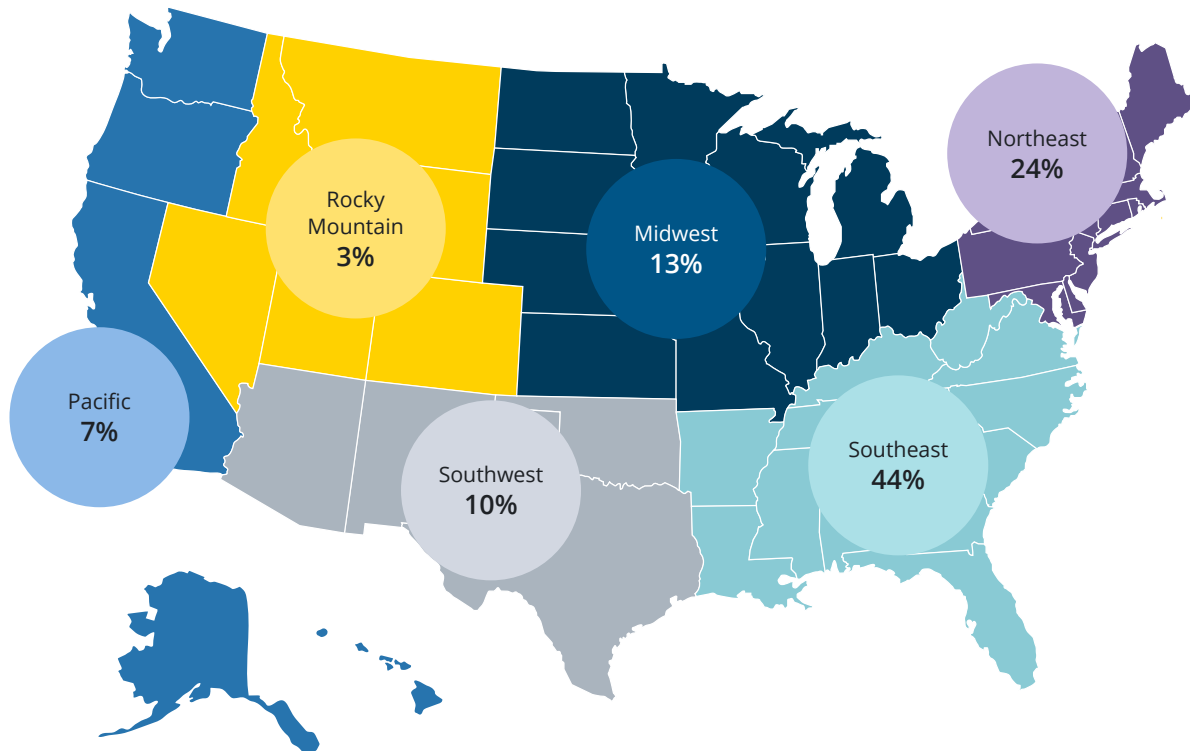 Northeast
24%
Rocky
Mountain
3%
Midwest
13%
Pacific
7%
Southwest
10%
Southeast
44%